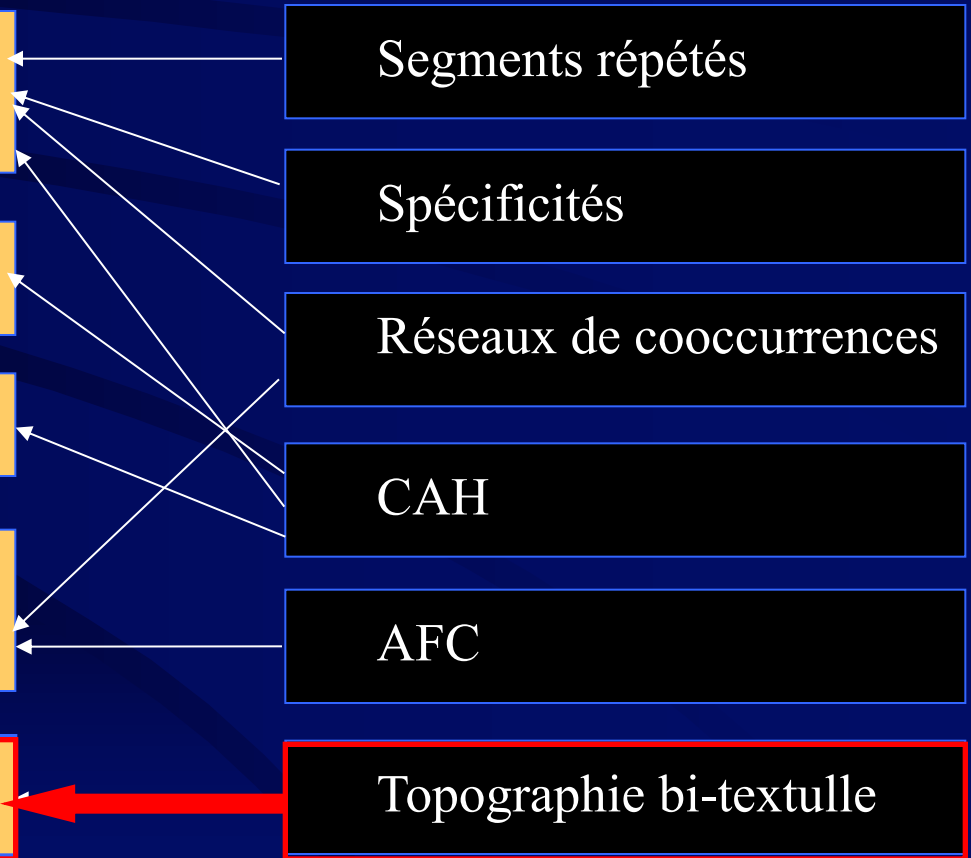 Segments répétés
Spécificités
Réseaux de cooccurrences
CAH
AFC
Topographie bi-textulle